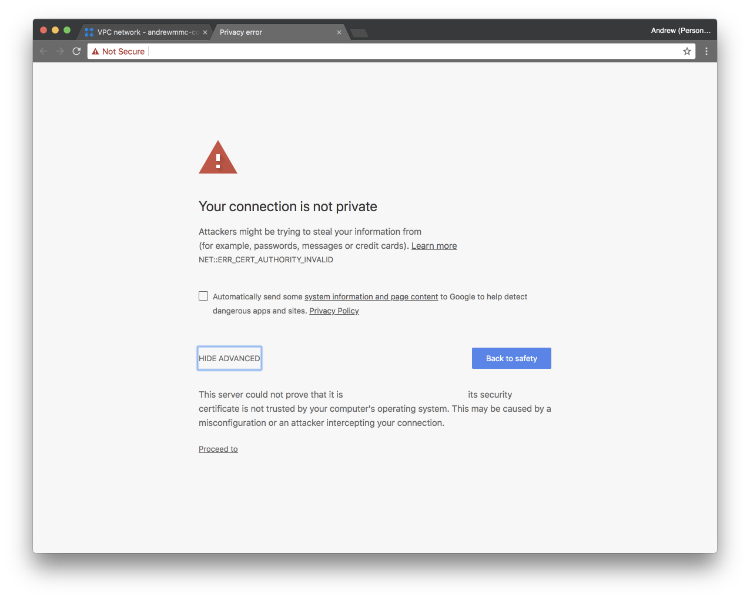 VPC network - andrewmmc-c
Privacy error
Andrew (Person...
Not Secure
Your connection is not private
Attackers might be trying to steal your information from
(for example, passwords, messages or credit cards). Learn more
NET::ERR_CERT_AUTHORITY_INVALID
Automatically send some system information and page content to Google to help detect
dangerous apps and sites. Privacy Policy
HIDE ADVANCED
Back to safety
This server could not prove that it is its security
certificate is not trusted by your computer's operating system. This may be caused by a
misconfiguration or an attacker intercepting your connection.
Proceed to